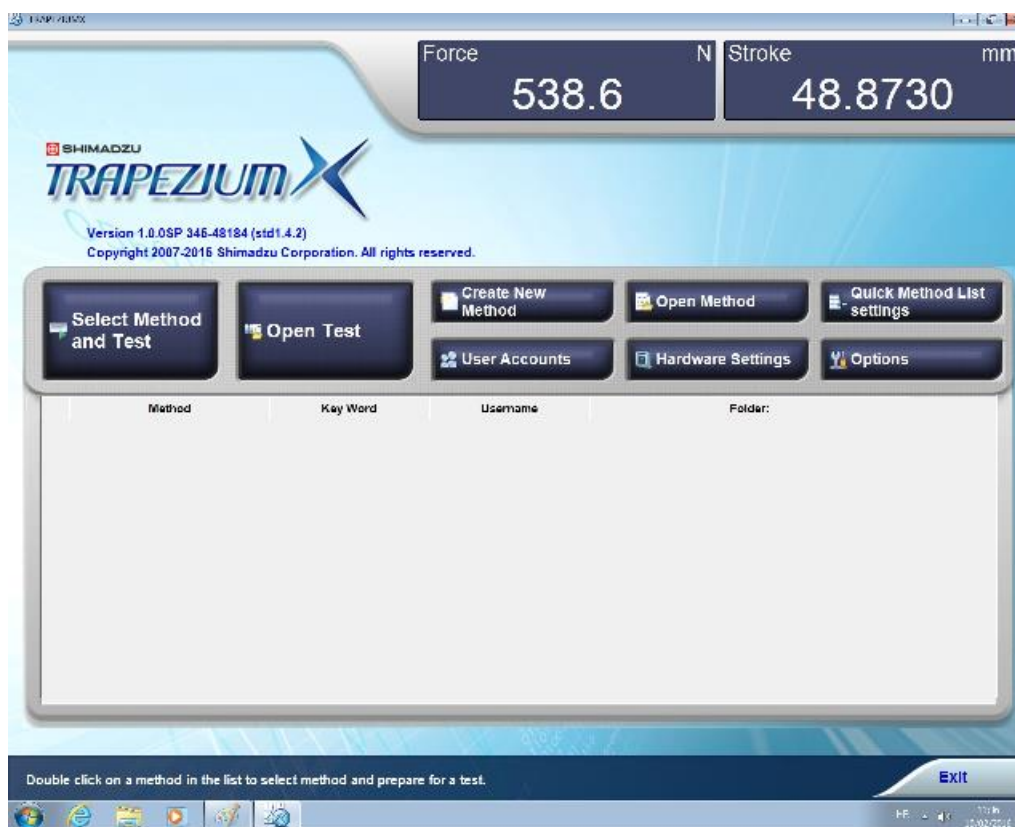 TRAPEZIUMX
Force N
538.6
Stroke mm
48.8730
SHIMADZU
TRAPEZIUM X
Version 1.0.0SP 346-48184 (std1.4.2)
Copyright 2007-2016 Shimadzu Corporation. All rights reserved.
Select Method
and Test
Open Test
Create New
Method
Open Method
Quick Method List
settings
User Accounts
Hardware Settings
Options
Method Key Word Username Folder:
Double click on a method in the list to select method and prepare for a test.
Exit